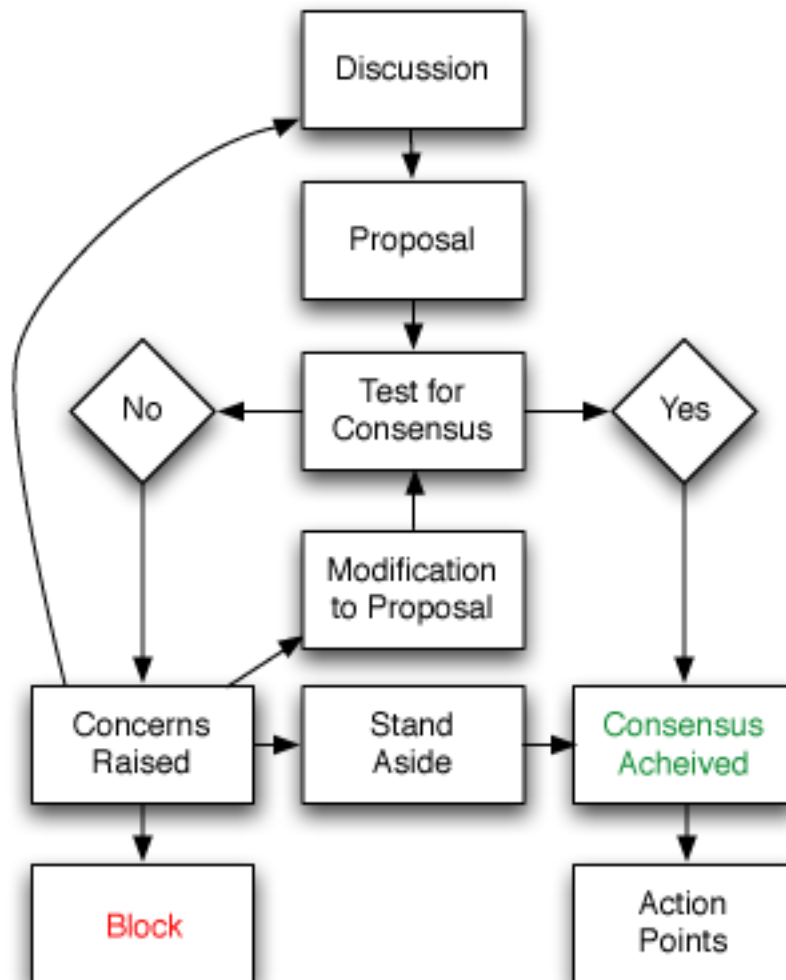 Discussion
Proposal
No
Test for
Consensus
Yes
Modification
to Proposal
Concerns
Raised
Stand
Aside
Consensus
Acheived
Block
Action
Points